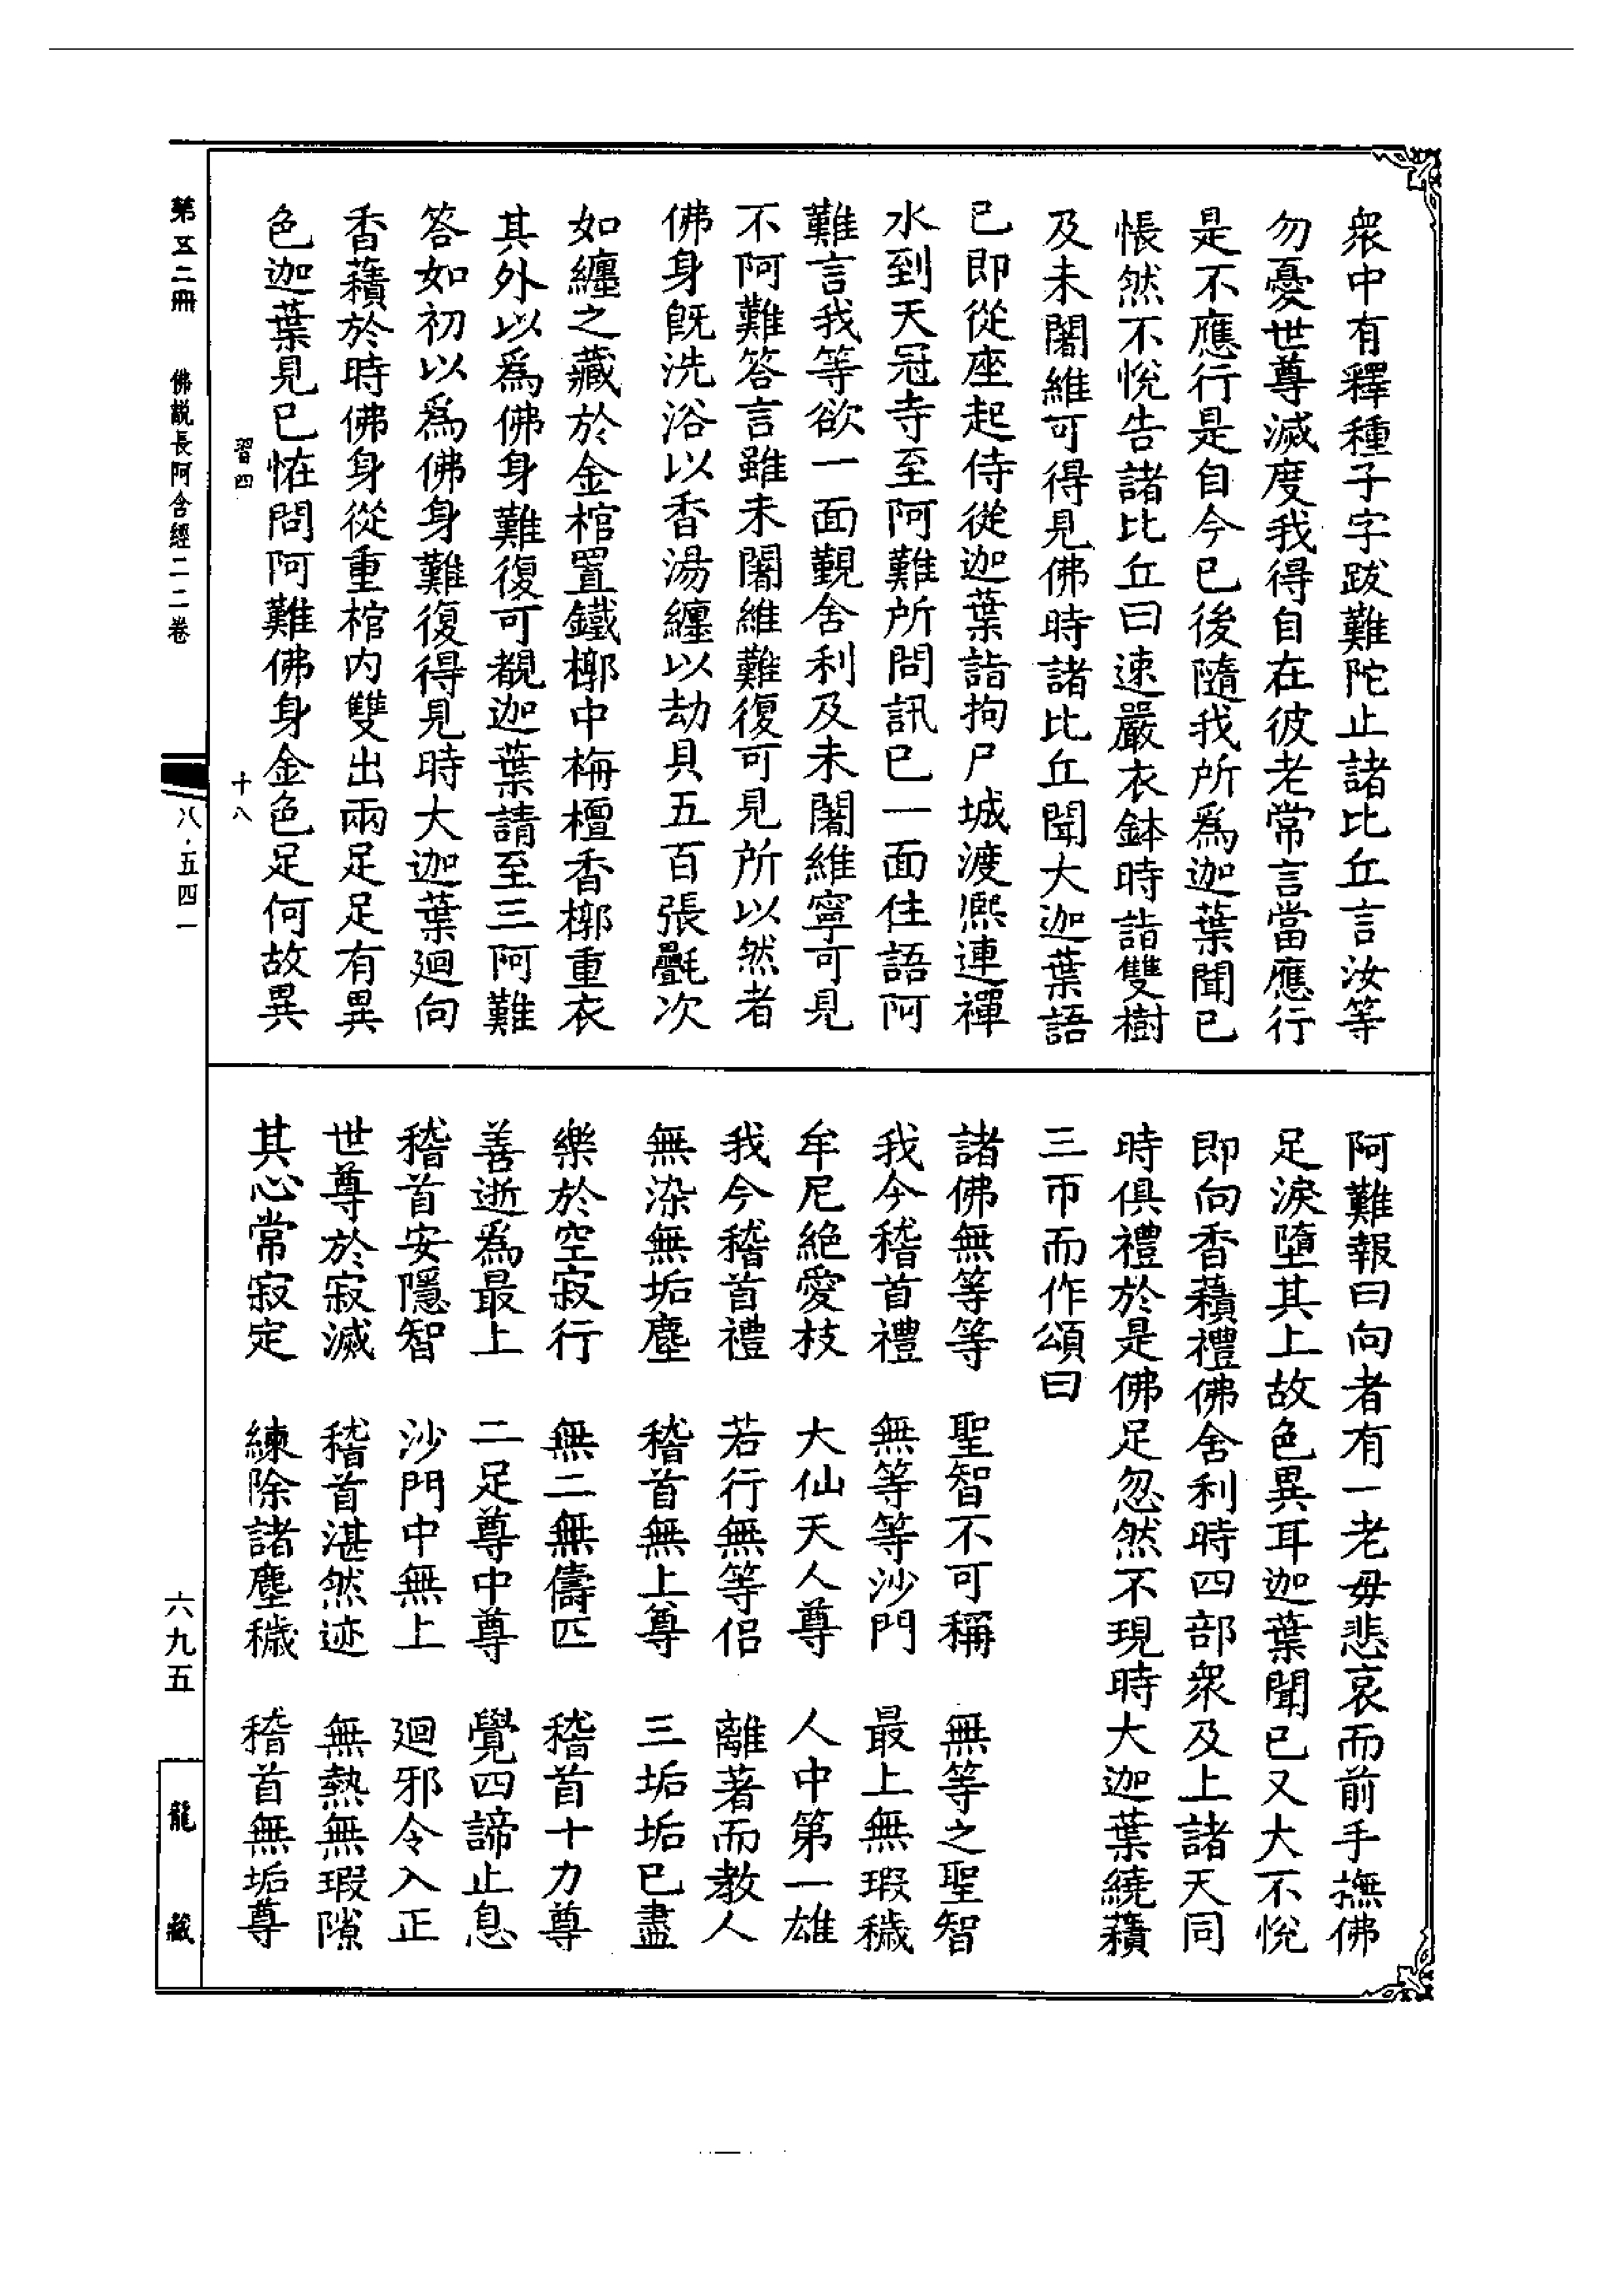 衆中有釋種子字跋難陀止諸比丘言汝等
勿憂世尊滅度我得自在彼老常言當應行
是不應行是自今已後隨我所爲迦葉聞已
悵然不悅告諸比丘曰速嚴衣鉢時詣雙樹
及未闍維可得見佛時諸比丘聞大迦葉語
已即從座起侍從迦葉詣拘尸城渡熈連禪
水到天冠寺至阿難所問訊已一面住語阿
難言我等欲一面覲舍利及未闍維寧可見
不阿難答言雖未闍維難復可見所以然者
佛身旣洗浴以香湯纏以劫貝五百張氎次
如纏之藏於金棺置鐵槨中栴檀香槨重衣
其外以爲佛身難復可覩迦葉請至三阿難
答如初以爲佛身難復得見時大迦葉廻向
香𧂐於時佛身從重棺内雙出兩足足有異
色迦葉見已恠問阿難佛身金色足何故異
阿難報曰向者有一老毋悲哀而前手撫佛
足淚墮其上故色異耳迦葉聞已又大不悅
即向香𧂐禮佛舍利時四部衆及上諸天同
時俱禮於是佛足忽然不現時大迦葉繞𧂐
三帀而作頌曰
諸佛無等等　聖智不可稱　無等之聖智
我今稽首禮　無等等沙門　最上無瑕穢
牟尼絶愛枝　大仙天人尊　人中第一雄
我今稽首禮　若行無等侶　離著而教人
無染無垢塵　稽首無上尊　三垢垢已盡
樂於空寂行　無二無儔匹　稽首十力尊
善逝爲最上　二足尊中尊　覺四諦止息
稽首安隱智　沙門中無上　廻邪令入正
世尊於寂滅　稽首湛然迹　無熱無瑕隙
其心常寂定　練除諸塵穢　稽首無垢尊
習四　十八
第五二冊　佛説長阿含經二二卷　八·五四一
六九五
龍藏